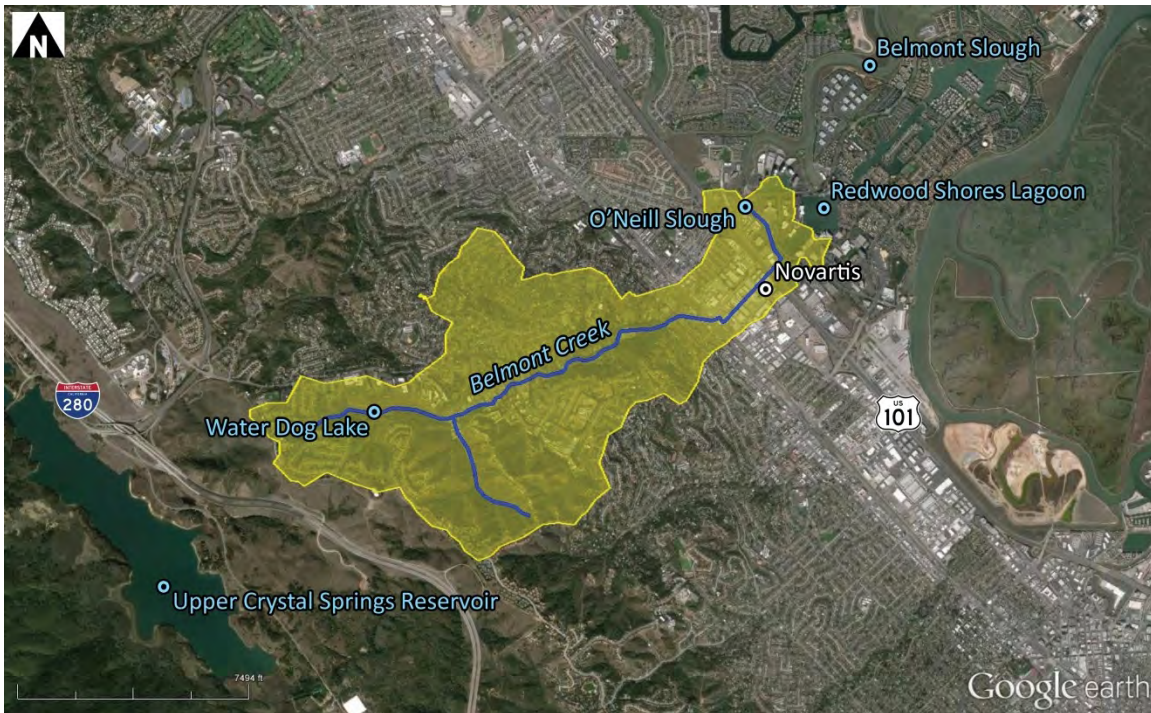 N
Belmont Slough
Redwood Shores Lagoon
O'Neill Slough
Novartis
Belmont Creek
INTERSTATE
CALIFORNIA
280
US
101
Water Dog Lake
Upper Crystal Springs Reservoir
7494 ft
Google earth